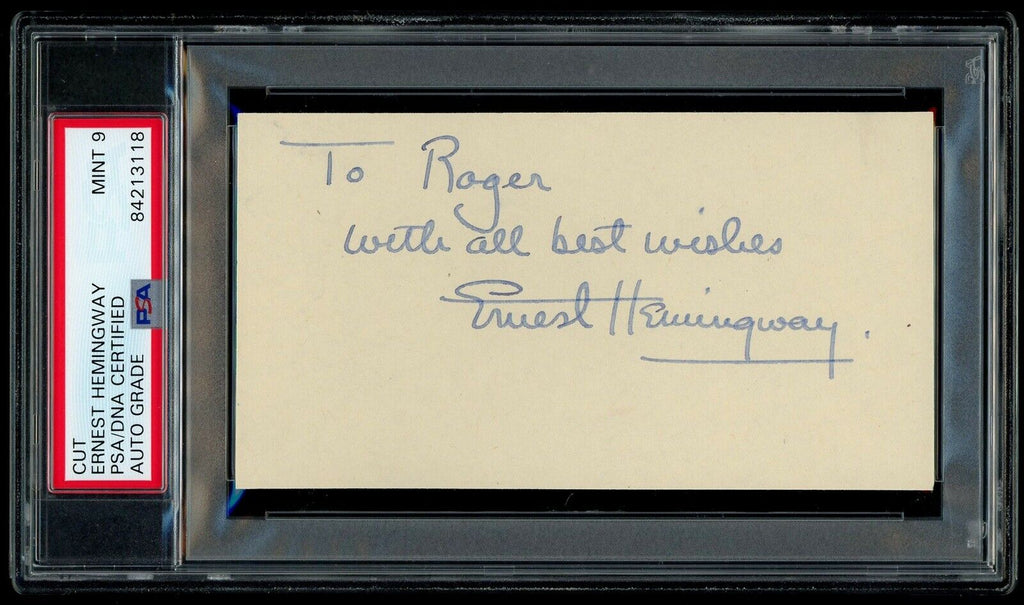 CUT
ERNEST HEMINGWAY
PSA/DNA CERTIFIED
AUTO GRADE
MINT 9
84213118
PSA
To Roger
with all best wishes
Ernest Hemingway.